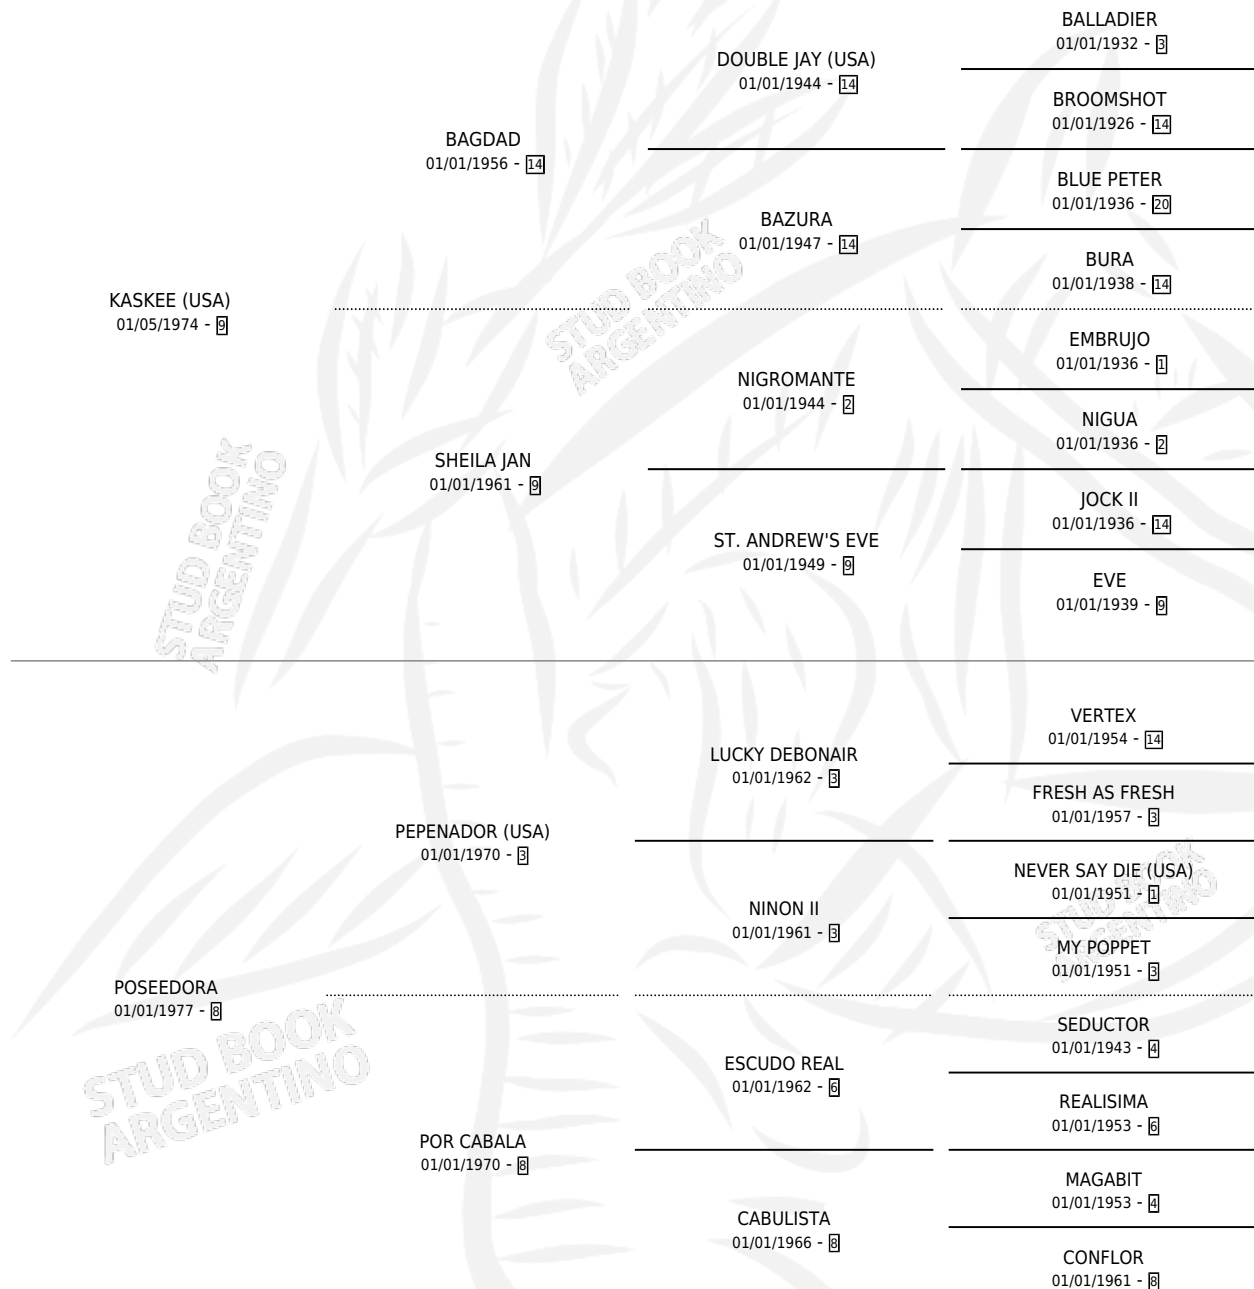 BALLADIER
01/01/1932 - 3
DOUBLE JAY (USA)
01/01/1944 - 14
BROOMSHOT
01/01/1926 - 14
BAGDAD
01/01/1956 - 14
BLUE PETER
01/01/1936 - 20
BAZURA
01/01/1947 - 14
BURA
01/01/1938 - 14
KASKEE (USA)
01/05/1974 - 9
EMBRUJO
01/01/1936 - 1
NIGROMANTE
01/01/1944 - 2
NIGUA
01/01/1936 - 2
SHEILA JAN
01/01/1961 - 9
JOCK II
01/01/1936 - 14
ST. ANDREW'S EVE
01/01/1949 - 9
EVE
01/01/1939 - 9
VERTEX
01/01/1954 - 14
LUCKY DEBONAIR
01/01/1962 - 3
FRESH AS FRESH
01/01/1957 - 3
PEPENADOR (USA)
01/01/1970 - 3
NEVER SAY DIE (USA)
01/01/1951 - 1
NINON II
01/01/1961 - 3
MY POPPET
01/01/1951 - 3
POSEEDORA
01/01/1977 - 8
SEDUCTOR
01/01/1943 - 4
ESCUDO REAL
01/01/1962 - 6
REALISIMA
01/01/1953 - 6
POR CABALA
01/01/1970 - 8
MAGABIT
01/01/1953 - 4
CABULISTA
01/01/1966 - 8
CONFLOR
01/01/1961 - 8
STUD BOOK
ARGENTINO
STUD BOOK
ARGENTINO
STUD BOOK
ARGENTINO
STUD BOOK
ARGENTINO